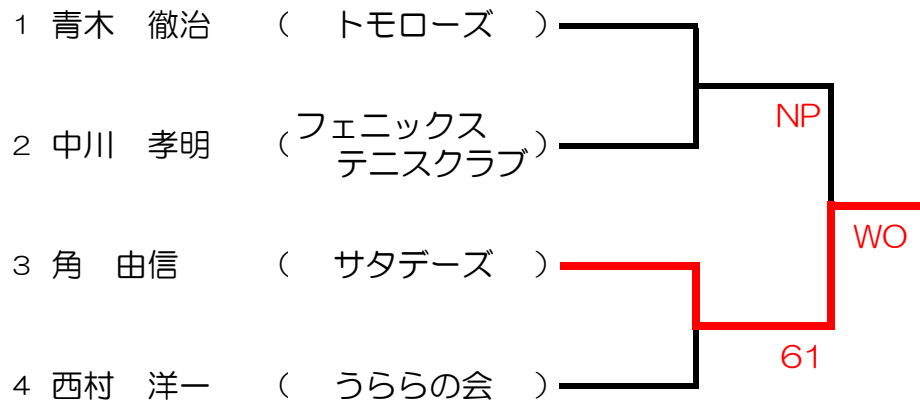 1 青木 徹治 ( トモローズ )
NP
2 中川 孝明 (フェニックス
テニスクラブ)
WO
3 角 由信 ( サタデーズ )
61
4 西村 洋一 ( うららの会 )